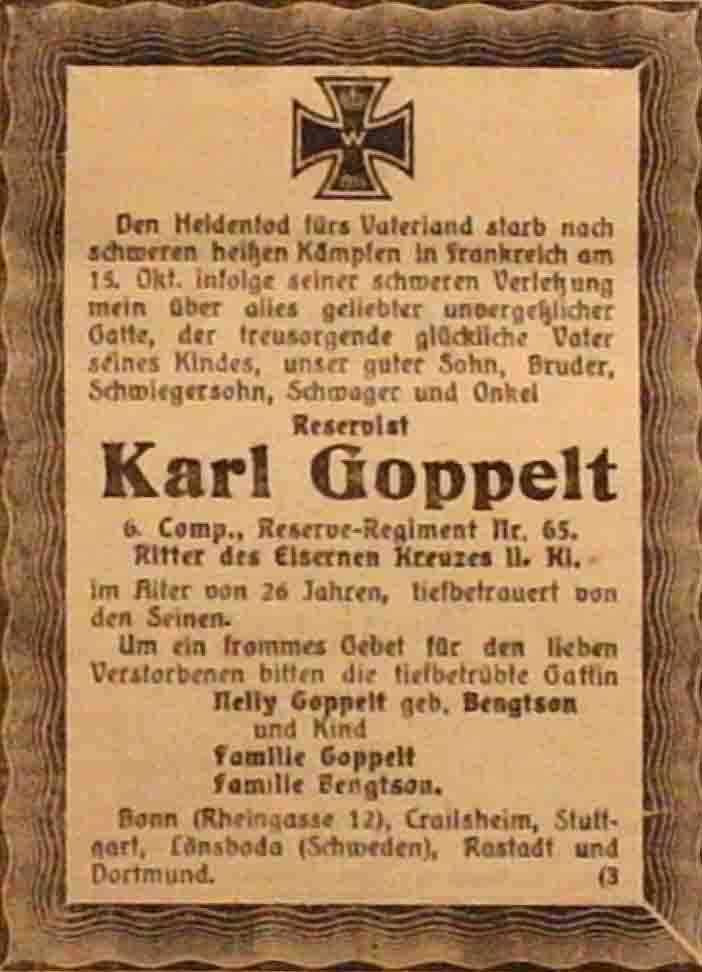 W
Den Heldentod fürs Vaterland starb nach
schweren heißen Kämpfen in Frankreich am
15. Okt. infolge seiner schweren Verletzung
mein über alles geliebter unvergeßlicher
Gatte, der treusorgende glückliche Vater
seines Kindes, unser guter Sohn, Bruder,
Schwiegersohn, Schwager und Onkel
Reservist
Karl Goppelt
6. Comp., Reserve-Regiment Nr. 65.
Ritter des Eisernen Kreuzes II. Kl.
im Alter von 26 Jahren, tiefbetrauert von
den Seinen.
Um ein frommes Gebet für den lieben
Verstorbenen bitten die tiefbetrübte Gattin
Nelly Goppelt geb. Bengtson
und Kind
Familie Goppelt
Familie Bengtson.
Bonn (Rheingasse 12), Crailsheim, Stutt-
gart, Lönsboda (Schweden), Rastadt und
Dortmund. (3